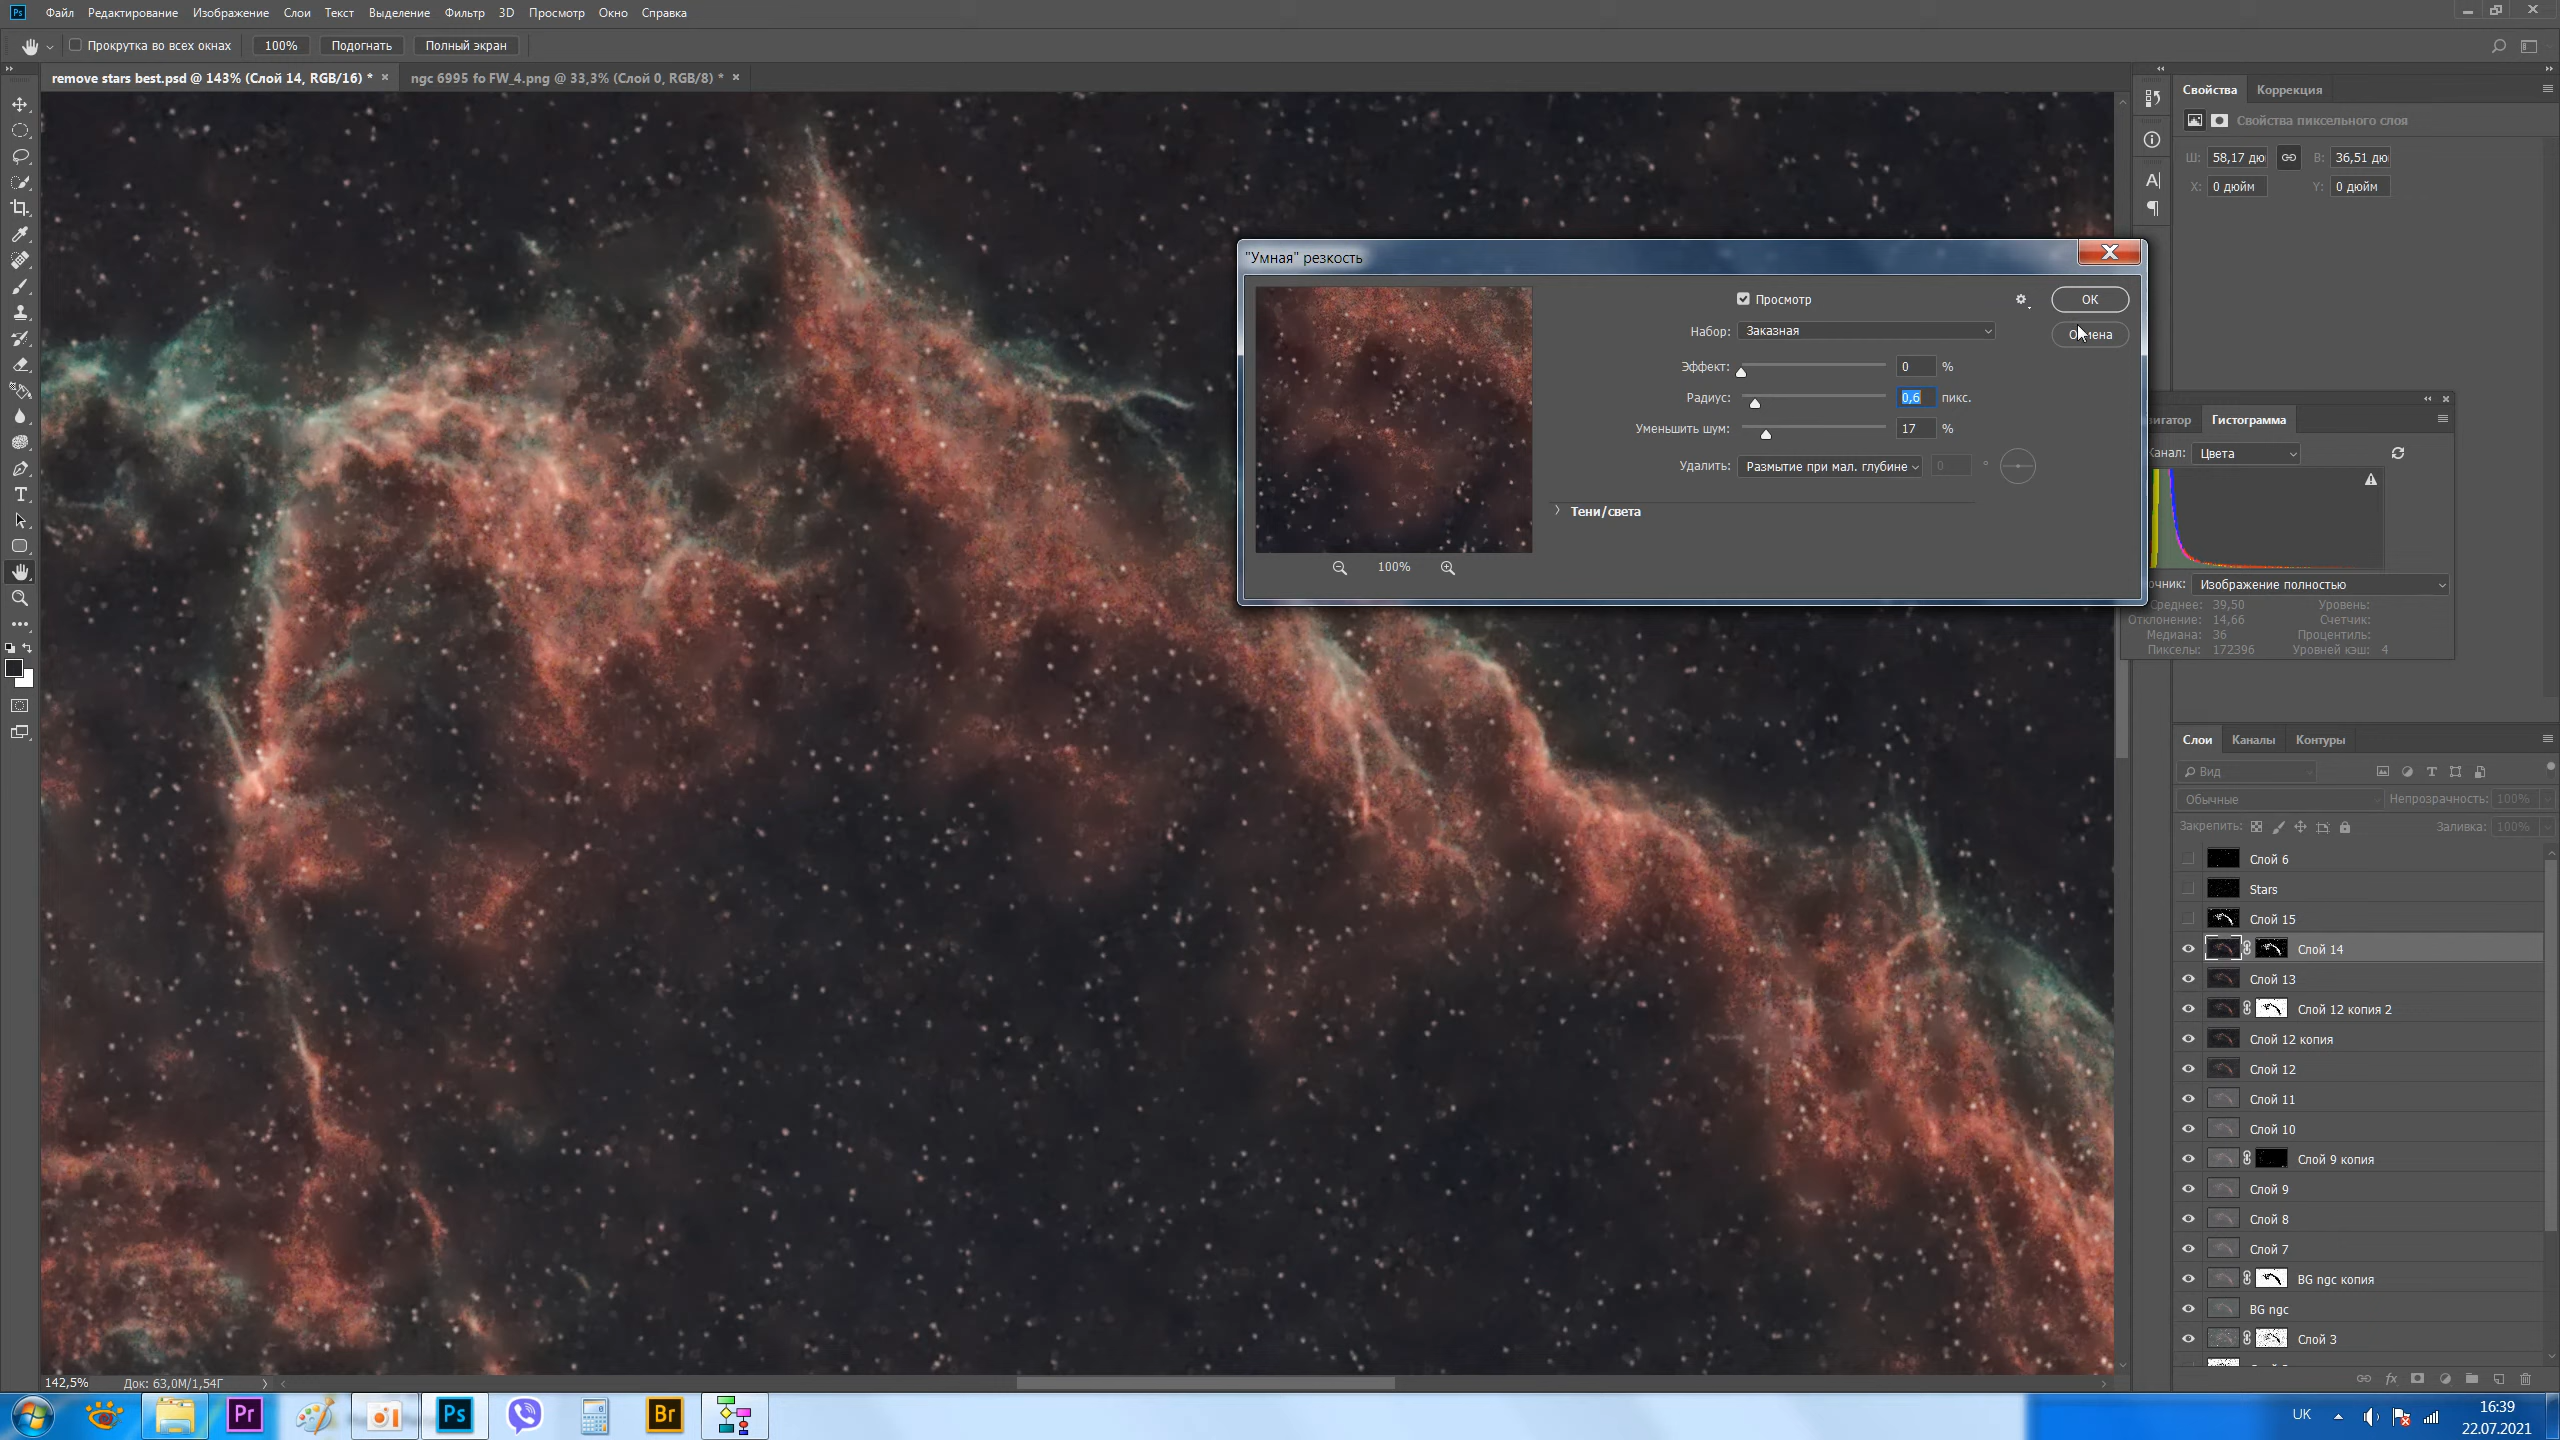 Ps Файл Редактирование Изображение Слои Текст Выделение Фильтр 3D Просмотр Окно Справка
Прокрутка во всех окнах 100% Подогнать Полный экран
remove stars best.psd @ 143% (Слой 14, RGB/16) * × ngc 6995 fo FW_4.png @ 33,3% (Слой 0, RGB/8) * ×
Свойства Коррекция
Свойства пиксельного слоя
Ш: 58,17 дю В: 36,51 дю
X: 0 дюйм Y: 0 дюйм
"Умная" резкость
Просмотр
OK
Набор: Заказная
Отмена
Эффект: 0 %
Радиус: 0,6 пикс.
Уменьшить шум: 17 %
Удалить: Размытие при мал. глубине 0 °
Тени/света
100%
вигатор Гистограмма
Канал: Цвета
чник: Изображение полностью
Среднее: 39,50 Уровень:
Отклонение: 14,66 Счетчик:
Медиана: 36 Процентиль:
Пикселы: 172396 Уровней кэш: 4
Слои Каналы Контуры
Вид
Обычные Непрозрачность: 100%
Закрепить: Заливка: 100%
Слой 6
Stars
Слой 15
Слой 14
Слой 13
Слой 12 копия 2
Слой 12 копия
Слой 12
Слой 11
Слой 10
Слой 9 копия
Слой 9
Слой 8
Слой 7
BG ngc копия
BG ngc
Слой 3
fx
142,5% Док: 63,0M/1,54Г
Pr Ps Br
UK 16:39
22.07.2021